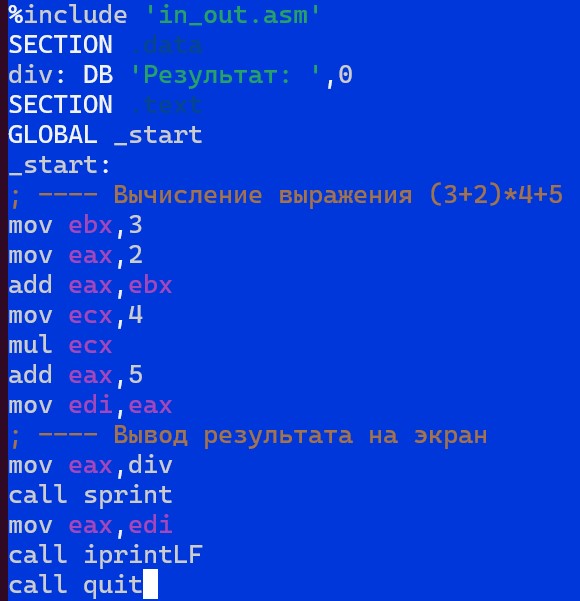 %include 'in_out.asm'
SECTION .data
div: DB 'Результат: ',0
SECTION .text
GLOBAL _start
_start:
; ---- Вычисление выражения (3+2)*4+5
mov ebx,3
mov eax,2
add eax,ebx
mov ecx,4
mul ecx
add eax,5
mov edi,eax
; ---- Вывод результата на экран
mov eax,div
call sprint
mov eax,edi
call iprintLF
call quit